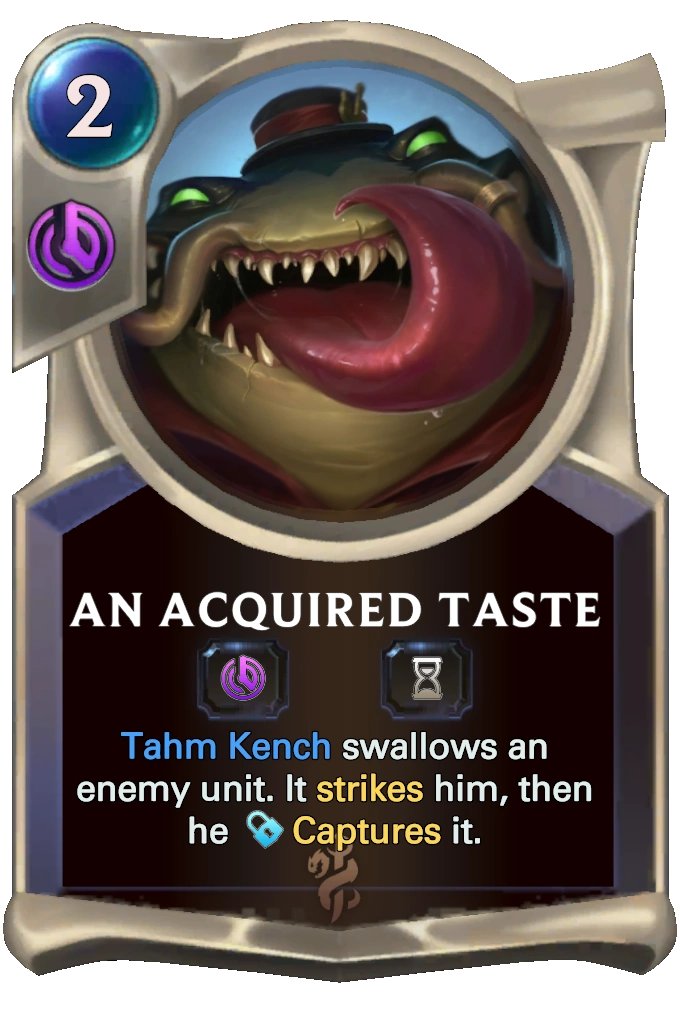 2
AN ACQUIRED TASTE
Tahm Kench swallows an
enemy unit. It strikes him, then
he Captures it.